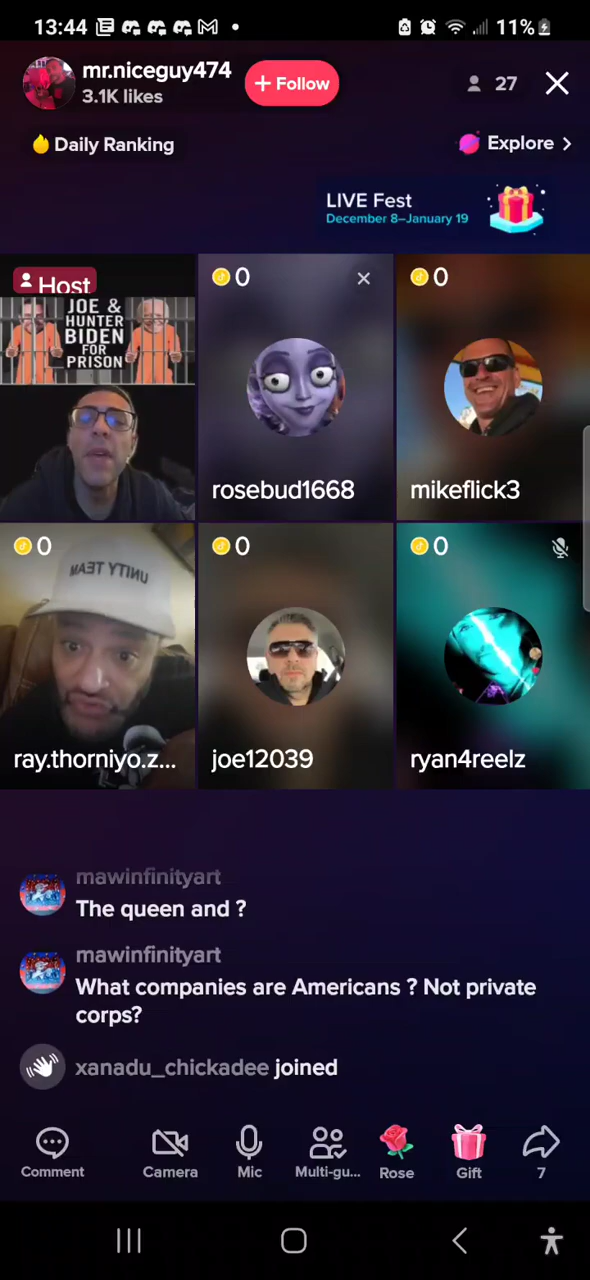 13:44
11%
mr.niceguy474
3.1K likes
+ Follow
27
Daily Ranking
Explore
LIVE Fest
December 8–January 19
Host
JOE &
HUNTER
BIDEN
FOR
PRISON
0
rosebud1668
0
mikeflick3
0
UNITY TEAM
ray.thorniyo.z...
0
joe12039
0
ryan4reelz
mawinfinityart
The queen and ?
mawinfinityart
What companies are Americans ? Not private
corps?
xanadu_chickadee joined
Comment
Camera
Mic
Multi-gu...
Rose
Gift
7